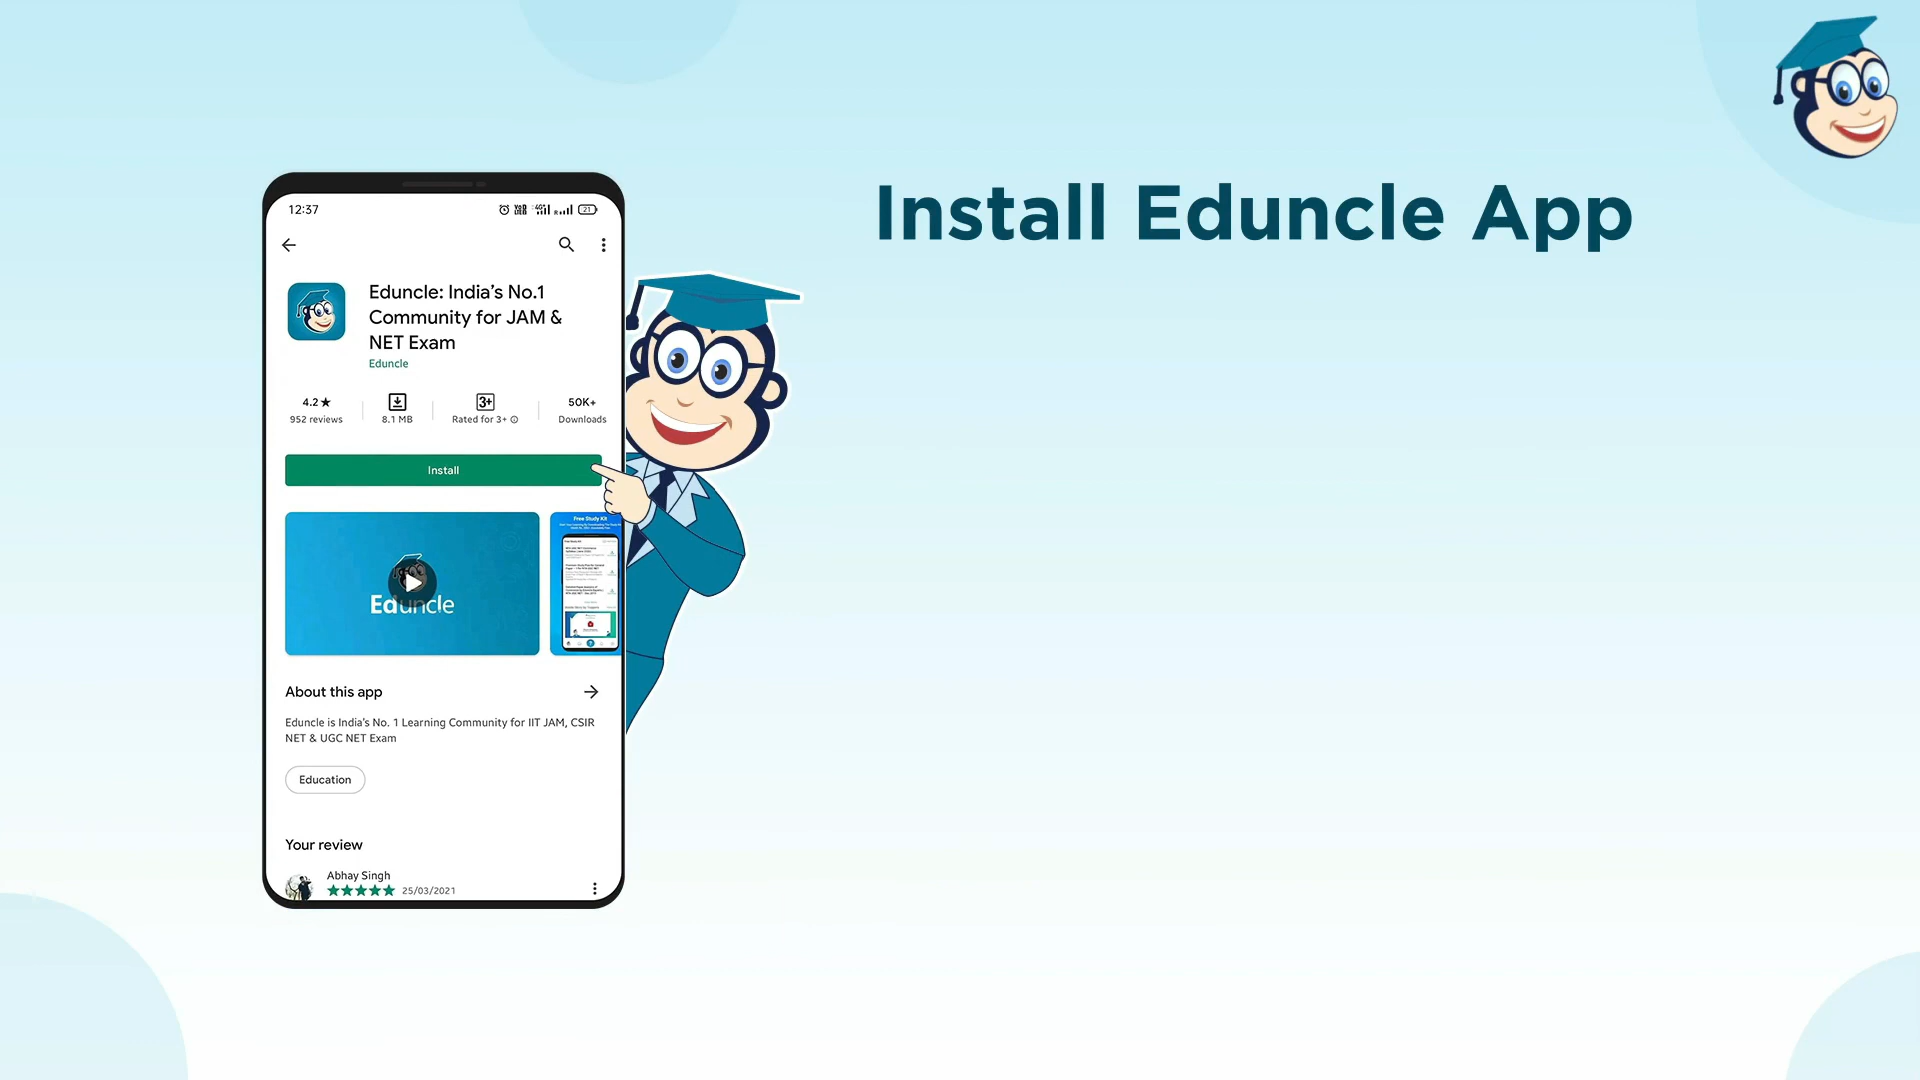 Install Eduncle App
12:37
21
Eduncle: India's No.1
Community for JAM &
NET Exam
Eduncle
4.2★
952 reviews
8.1 MB
3+
Rated for 3+
50K+
Downloads
Install
Eduncle
Free Study Kit
About this app
Eduncle is India's No. 1 Learning Community for IIT JAM, CSIR
NET & UGC NET Exam
Education
Your review
Abhay Singh
25/03/2021